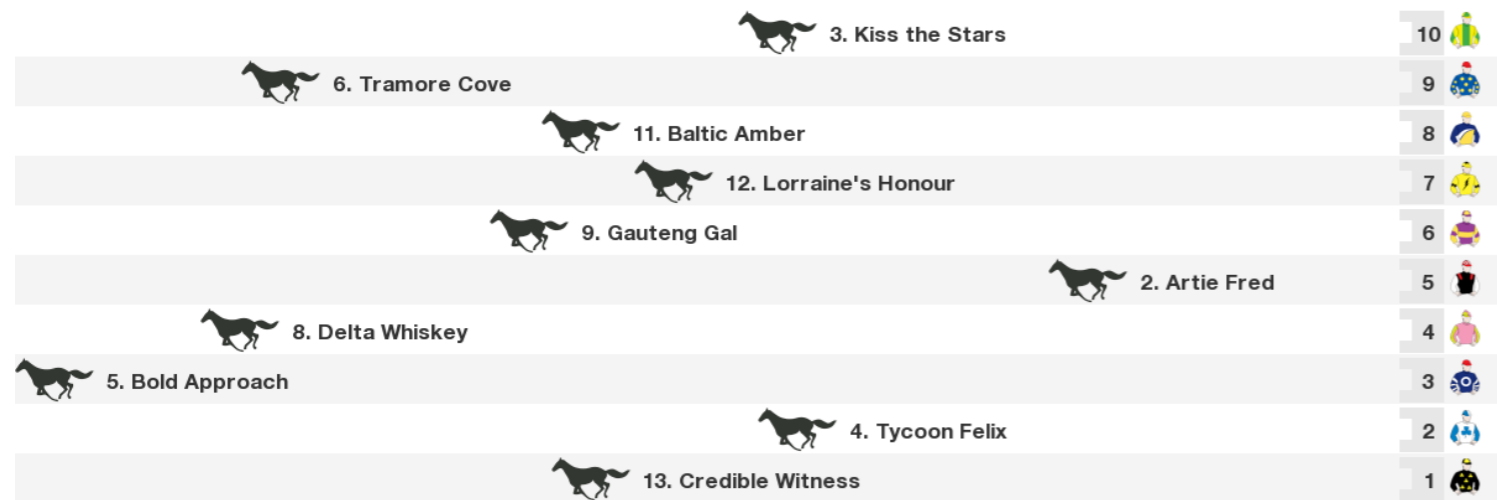 3. Kiss the Stars 10
6. Tramore Cove 9
11. Baltic Amber 8
12. Lorraine's Honour 7
9. Gauteng Gal 6
2. Artie Fred 5
8. Delta Whiskey 4
5. Bold Approach 3
4. Tycoon Felix 2
13. Credible Witness 1